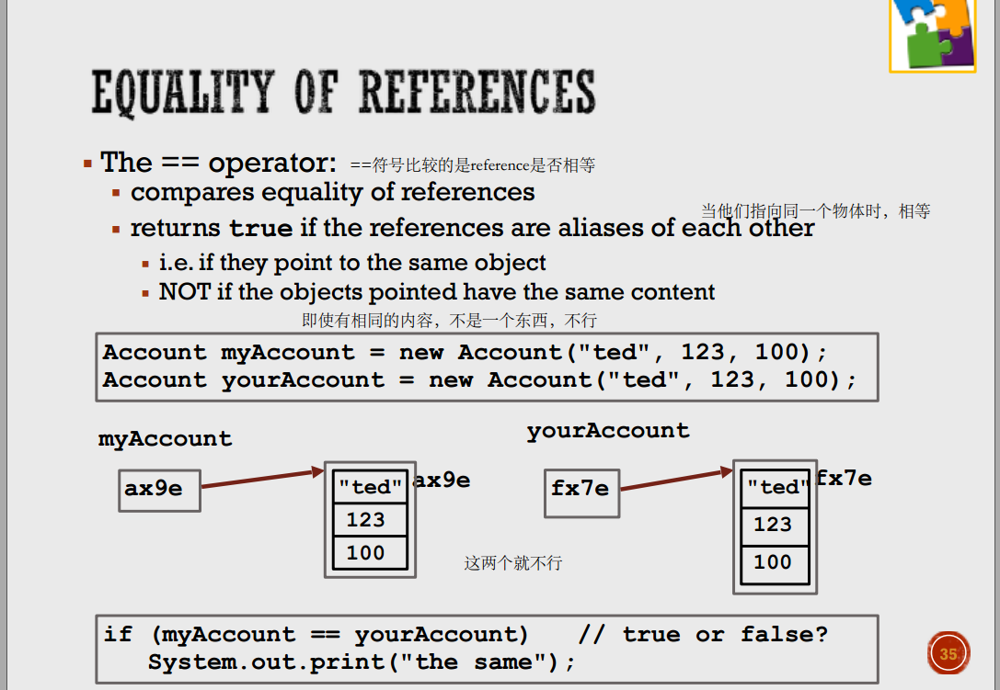 EQUALITY OF REFERENCES
The == operator: ==符号比较的是reference是否相等
compares equality of references
当他们指向同一个物体时，相等
returns true if the references are aliases of each other
i.e. if they point to the same object
NOT if the objects pointed have the same content
即使有相同的内容，不是一个东西，不行
Account myAccount = new Account("ted", 123, 100);
Account yourAccount = new Account("ted", 123, 100);
myAccount
yourAccount
ax9e
"ted"
ax9e
123
100
fx7e
"ted"
fx7e
123
100
这两个就不行
if (myAccount == yourAccount) // true or false?
System.out.print("the same");
35